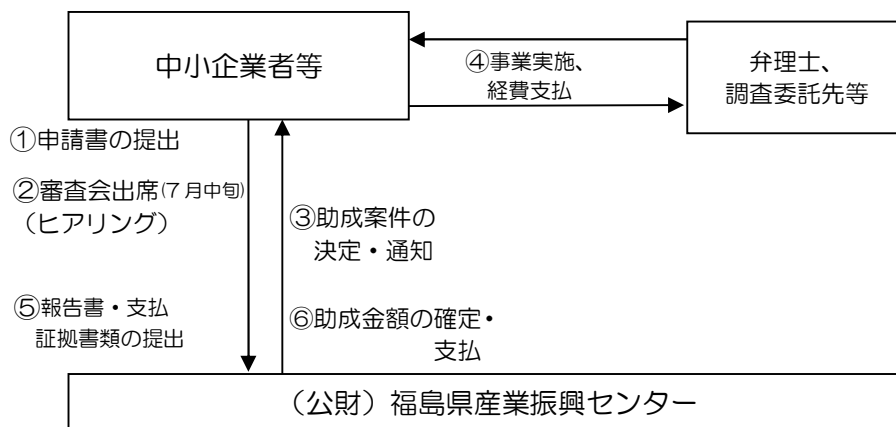 中小企業者等
④事業実施、
経費支払
弁理士、
調査委託先等
①申請書の提出
②審査会出席(7月中旬)
（ヒアリング）
③助成案件の
決定・通知
⑤報告書・支払
証拠書類の提出
⑥助成金額の確定・
支払
（公財）福島県産業振興センター